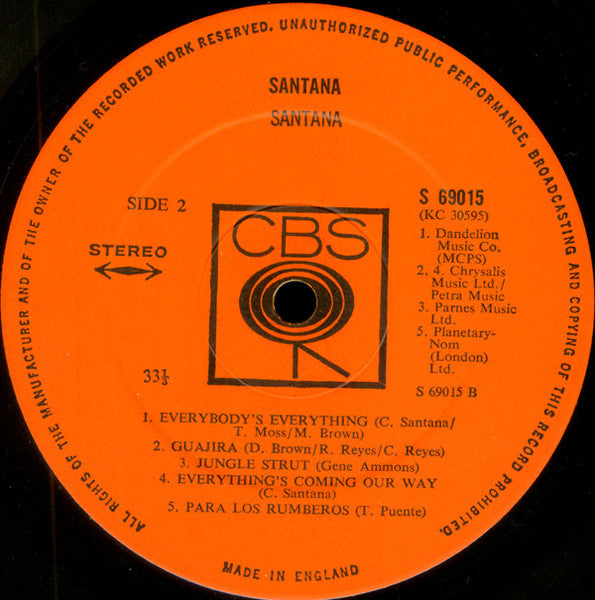 ALL RIGHTS OF THE MANUFACTURER AND OF THE OWNER OF THE RECORDED WORK RESERVED. UNAUTHORIZED PUBLIC PERFORMANCE, BROADCASTING AND COPYING OF THIS RECORD PROHIBITED.
SANTANA
SANTANA
SIDE 2
STEREO
33⅓
CBS
S 69015
(KC 30595)
1. Dandelion
Music Co.
(MCPS)
2, 4. Chrysalis
Music Ltd./
Petra Music
3. Parnes Music
Ltd.
5. Planetary-
Nom
(London)
Ltd.
S 69015 B
1. EVERYBODY'S EVERYTHING (C. Santana/
T. Moss/M. Brown)
2. GUAJIRA (D. Brown/R. Reyes/C. Reyes)
3. JUNGLE STRUT (Gene Ammons)
4. EVERYTHING'S COMING OUR WAY
(C. Santana)
5. PARA LOS RUMBEROS (T. Puente)
MADE IN ENGLAND